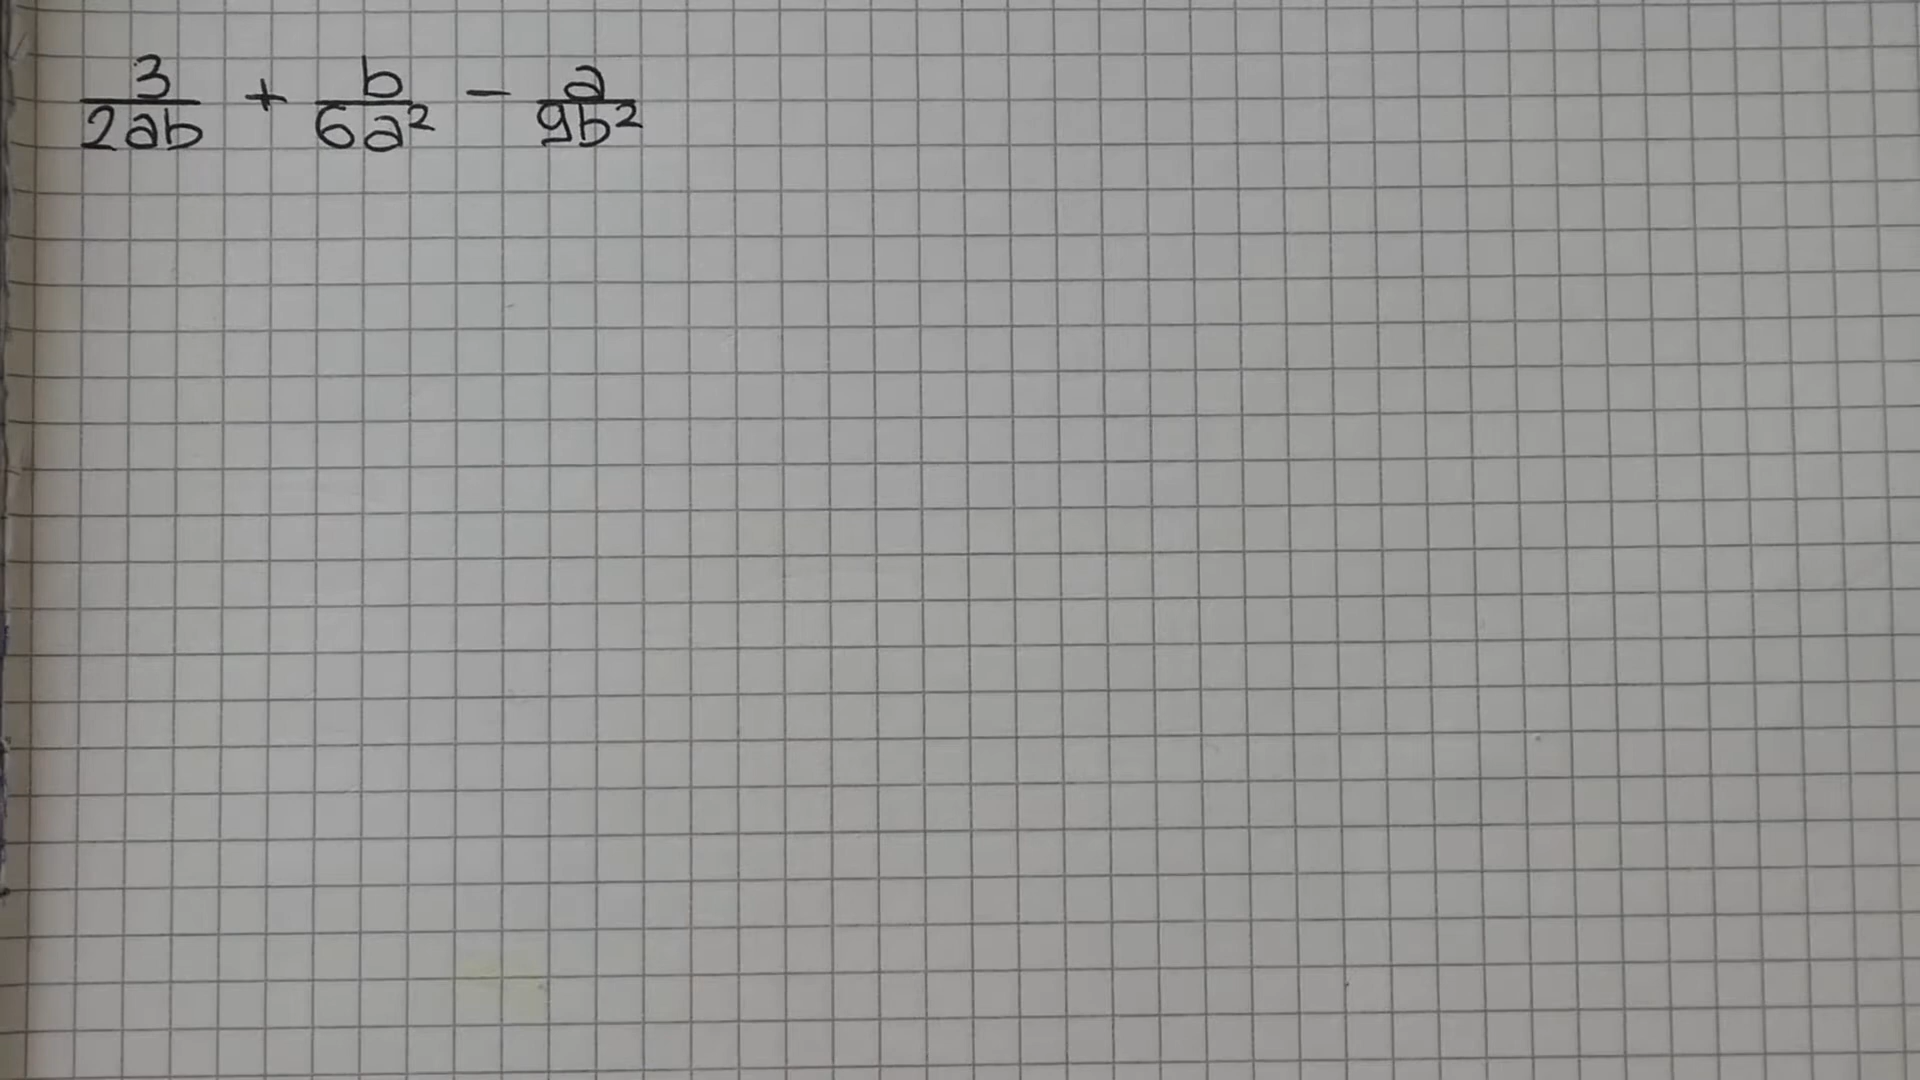 3/2ab + b/6a² - a/9b²